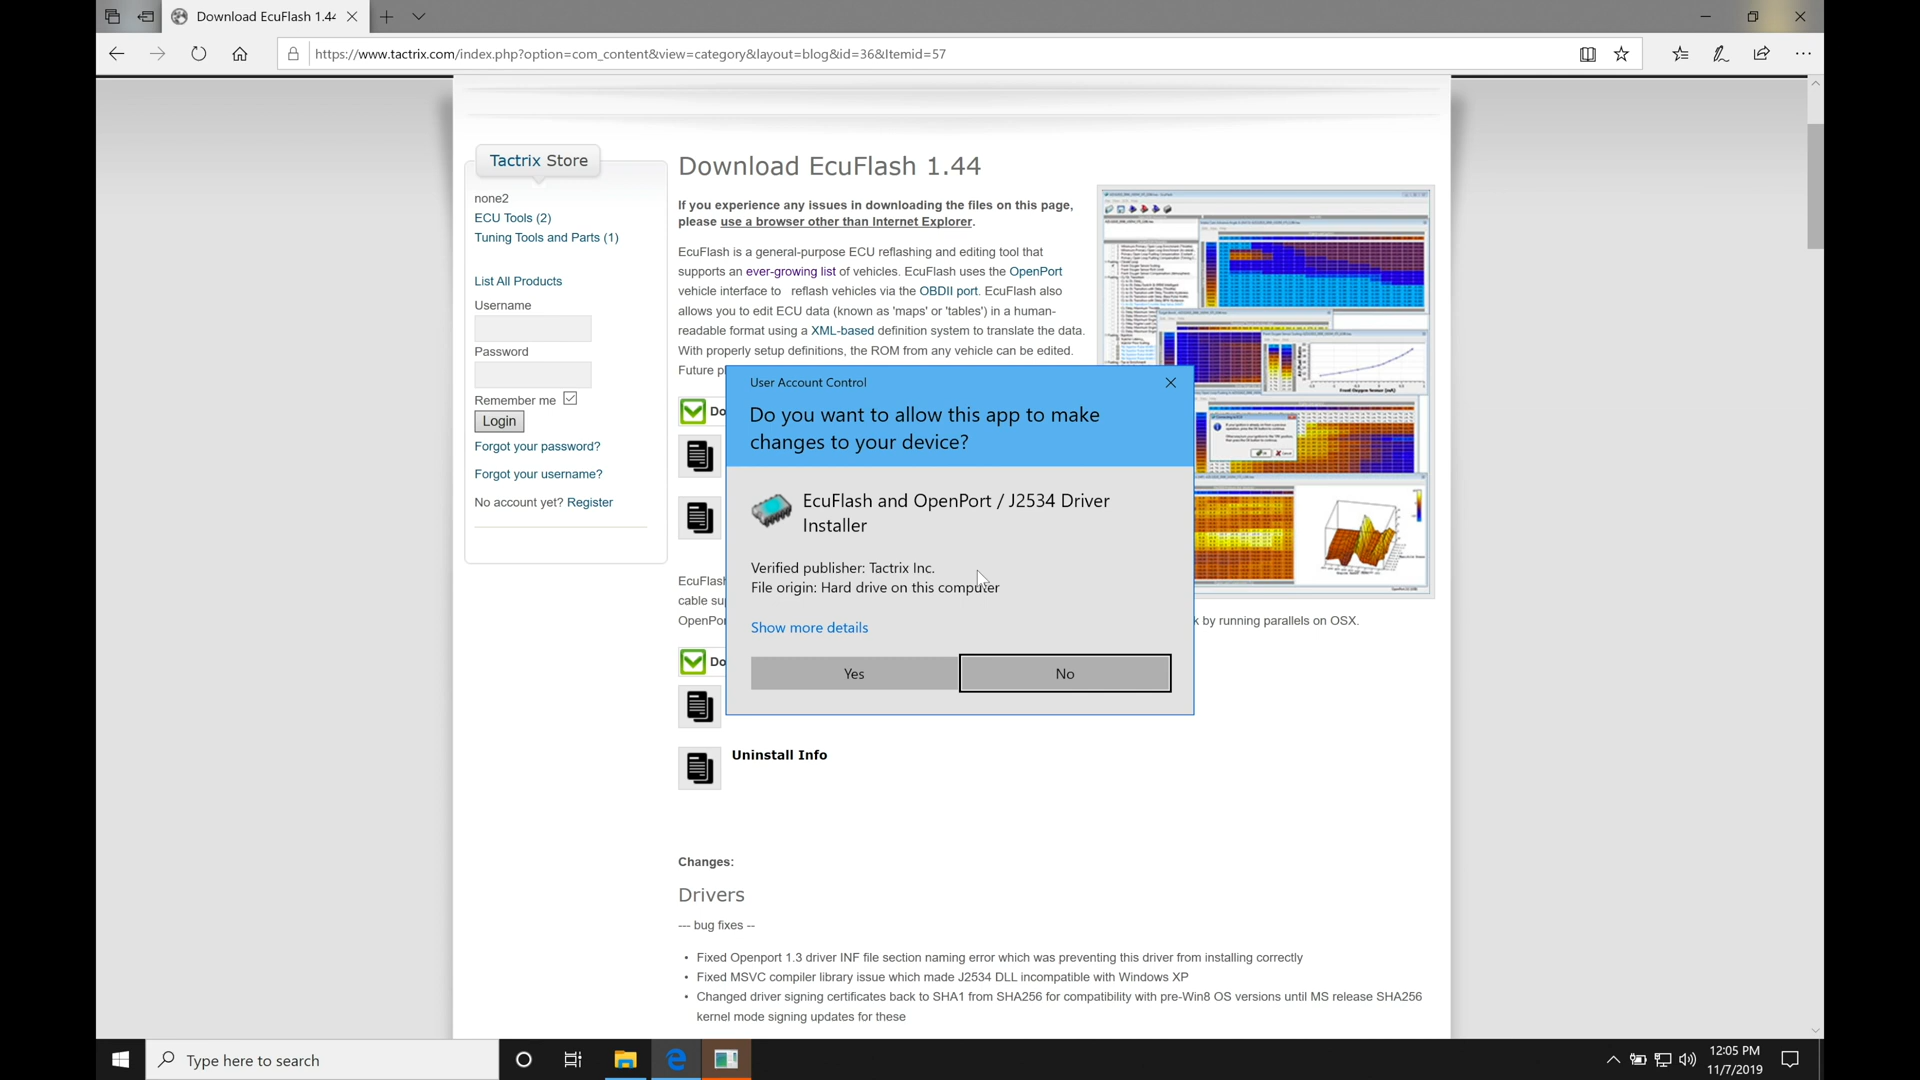 Download EcuFlash 1.44
https://www.tactrix.com/index.php?option=com_content&view=category&layout=blog&id=36&Itemid=57
Tactrix Store
none2
ECU Tools (2)
Tuning Tools and Parts (1)
List All Products
Username
Password
Remember me
Login
Forgot your password?
Forgot your username?
No account yet? Register
Download EcuFlash 1.44
If you experience any issues in downloading the files on this page,
please use a browser other than Internet Explorer.
EcuFlash is a general-purpose ECU reflashing and editing tool that
supports an ever-growing list of vehicles. EcuFlash uses the OpenPort
vehicle interface to reflash vehicles via the OBDII port. EcuFlash also
allows you to edit ECU data (known as 'maps' or 'tables') in a human-
readable format using a XML-based definition system to translate the data.
With properly setup definitions, the ROM from any vehicle can be edited.
Future p
Do
EcuFlash
cable su
OpenPor
k by running parallels on OSX.
Do
User Account Control
Do you want to allow this app to make
changes to your device?
EcuFlash and OpenPort / J2534 Driver
Installer
Verified publisher: Tactrix Inc.
File origin: Hard drive on this computer
Show more details
Yes
No
Uninstall Info
Changes:
Drivers
--- bug fixes --
• Fixed Openport 1.3 driver INF file section naming error which was preventing this driver from installing correctly
• Fixed MSVC compiler library issue which made J2534 DLL incompatible with Windows XP
• Changed driver signing certificates back to SHA1 from SHA256 for compatibility with pre-Win8 OS versions until MS release SHA256
kernel mode signing updates for these
Type here to search
12:05 PM
11/7/2019